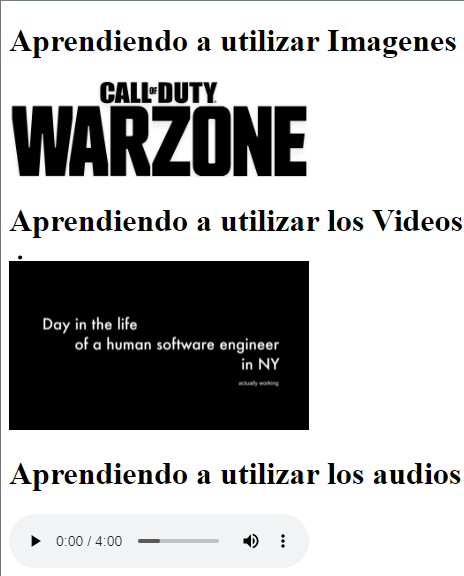 Aprendiendo a utilizar Imagenes
CALL OF DUTY
WARZONE
Aprendiendo a utilizar los Videos
Day in the life
of a human software engineer
in NY
actually working
Aprendiendo a utilizar los audios
0:00 / 4:00